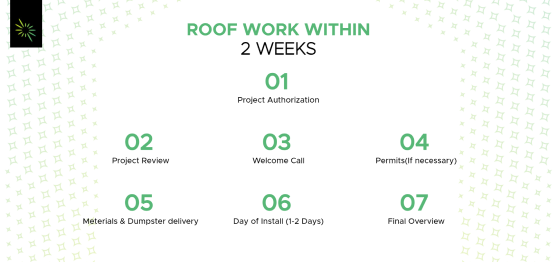 ROOF WORK WITHIN
2 WEEKS
01
Project Authorization
02
Project Review
03
Welcome Call
04
Permits(If necessary)
05
Meterials & Dumpster delivery
06
Day of Install (1-2 Days)
07
Final Overview